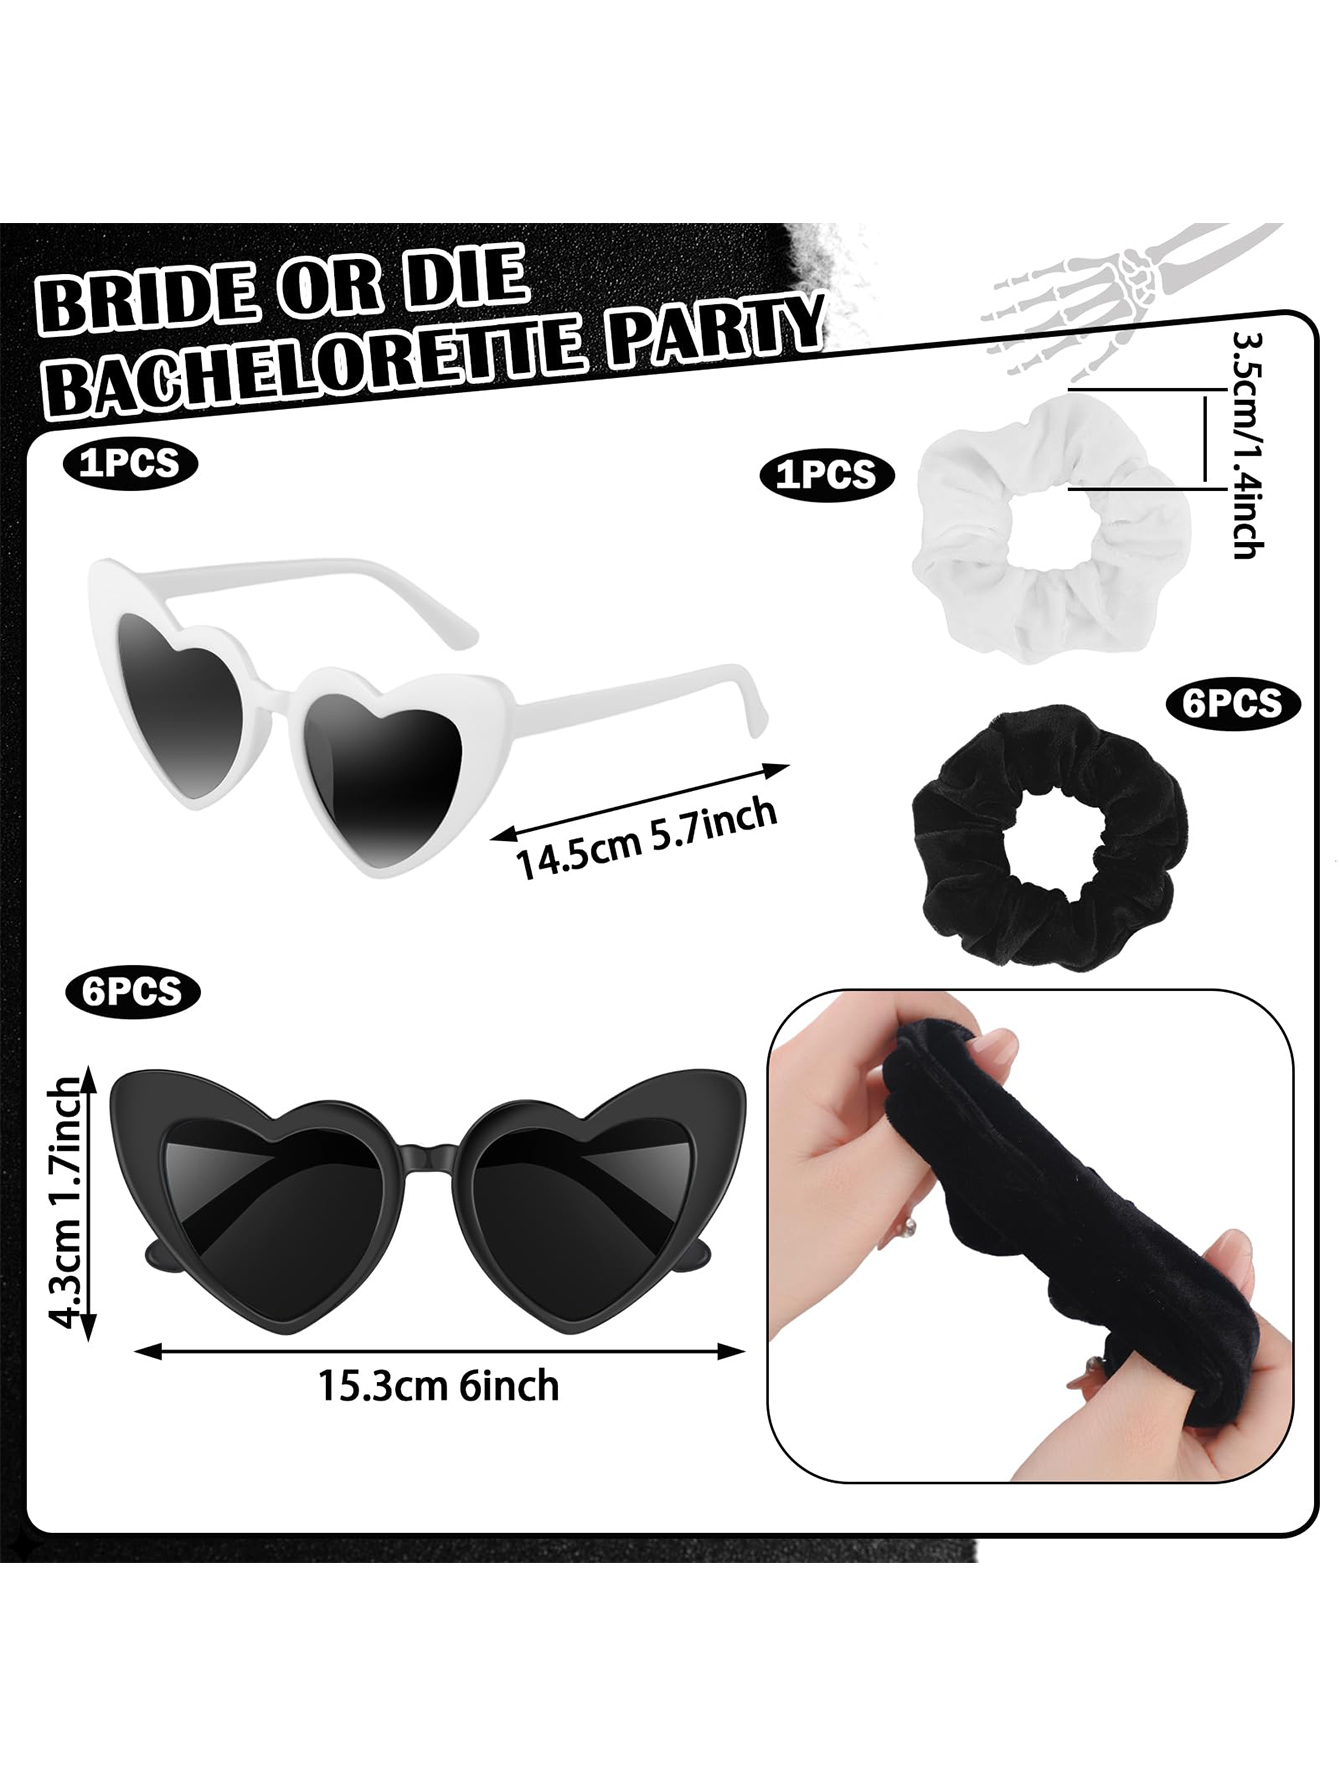 BRIDE OR DIE
BACHELORETTE PARTY
1PCS
1PCS
3.5cm/1.4inch
6PCS
14.5cm 5.7inch
6PCS
4.3cm 1.7inch
15.3cm 6inch